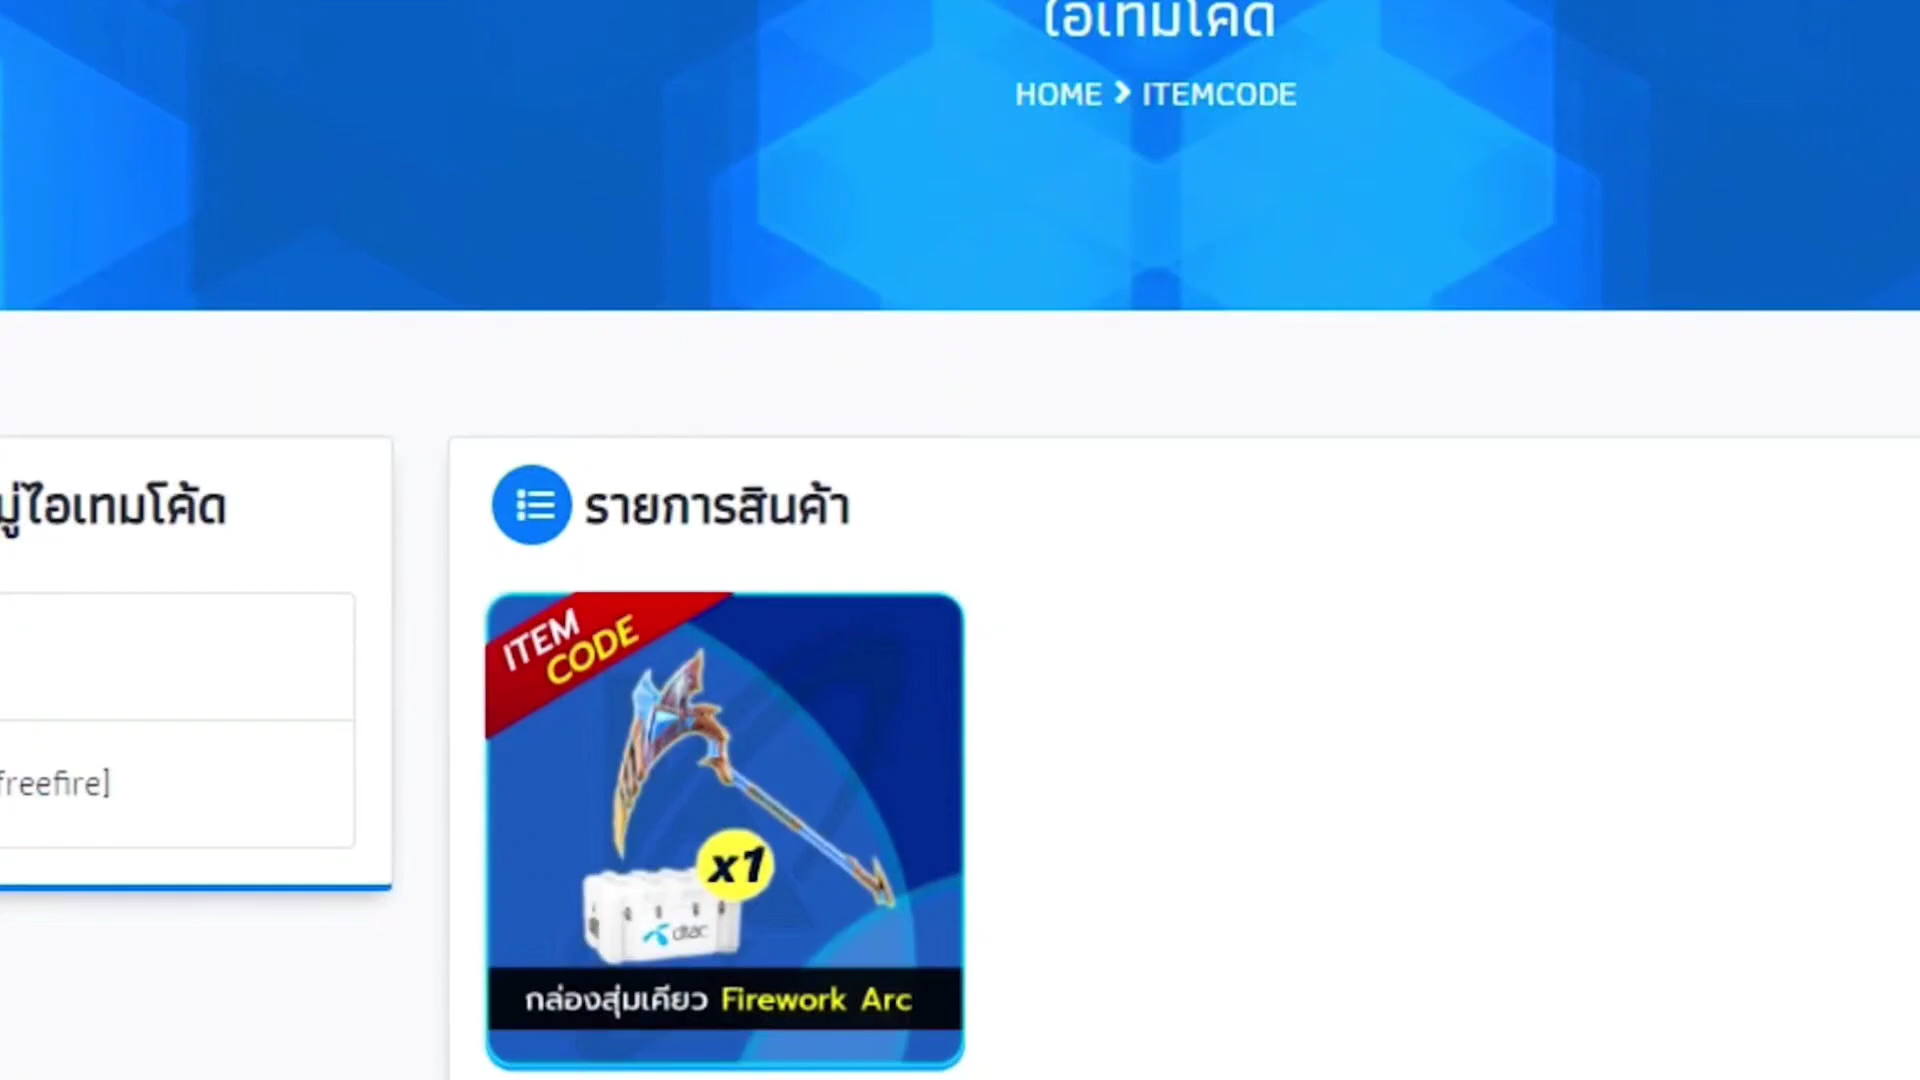 ไอเทมโค้ด
HOME > ITEMCODE
มู่ไอเทมโค้ด
freefire]
รายการสินค้า
ITEM
CODE
x1
dtac
กล่องสุ่มเคียว Firework Arc